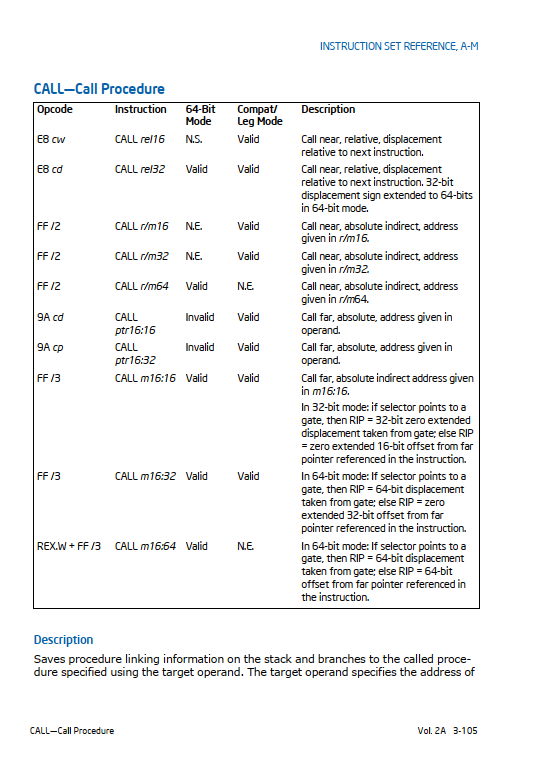 INSTRUCTION SET REFERENCE, A-M
CALL—Call Procedure
Opcode Instruction 64-Bit Mode Compat/ Leg Mode Description
E8 cw CALL rel16 N.S. Valid Call near, relative, displacement
relative to next instruction.
E8 cd CALL rel32 Valid Valid Call near, relative, displacement
relative to next instruction. 32-bit
displacement sign extended to 64-bits
in 64-bit mode.
FF /2 CALL r/m16 N.E. Valid Call near, absolute indirect, address
given in r/m16.
FF /2 CALL r/m32 N.E. Valid Call near, absolute indirect, address
given in r/m32.
FF /2 CALL r/m64 Valid N.E. Call near, absolute indirect, address
given in r/m64.
9A cd CALL Invalid Valid Call far, absolute, address given in
ptr16:16 operand.
9A cp CALL Invalid Valid Call far, absolute, address given in
ptr16:32 operand.
FF /3 CALL m16:16 Valid Valid Call far, absolute indirect address given
in m16:16.
In 32-bit mode: if selector points to a
gate, then RIP = 32-bit zero extended
displacement taken from gate; else RIP
= zero extended 16-bit offset from far
pointer referenced in the instruction.
FF /3 CALL m16:32 Valid Valid In 64-bit mode: If selector points to a
gate, then RIP = 64-bit displacement
taken from gate; else RIP = zero
extended 32-bit offset from far
pointer referenced in the instruction.
REX.W + FF /3 CALL m16:64 Valid N.E. In 64-bit mode: If selector points to a
gate, then RIP = 64-bit displacement
taken from gate; else RIP = 64-bit
offset from far pointer referenced in
the instruction.
Description
Saves procedure linking information on the stack and branches to the called proce-
dure specified using the target operand. The target operand specifies the address of
CALL—Call Procedure Vol. 2A 3-105